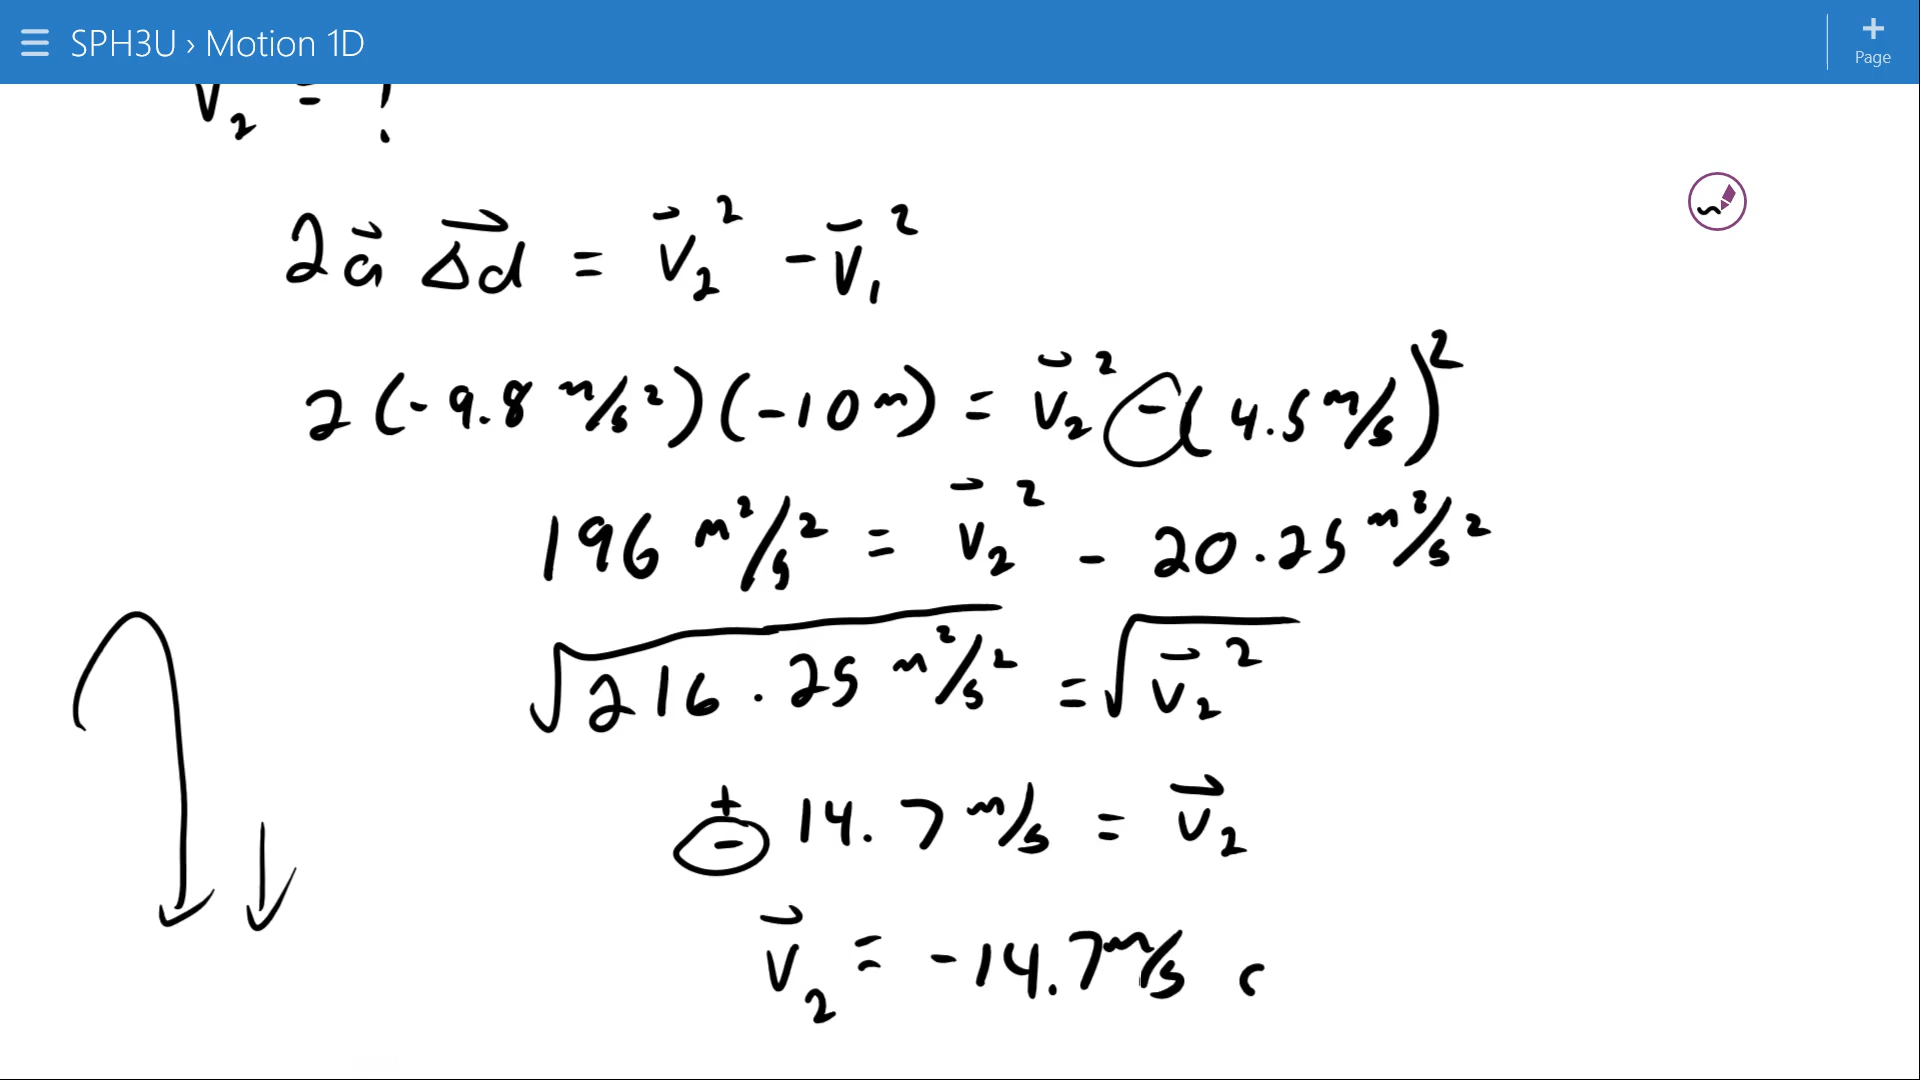 SPH3U › Motion 1D
Page
v₂ = ?
2a⃗ Δd⃗ = v⃗₂² - v⃗₁²
2(-9.8 m/s²)(-10m) = v⃗₂² -(4.5 m/s)²
196 m²/s² = v⃗₂² - 20.25 m²/s²
√216.25 m²/s² = √v⃗₂²
± 14.7 m/s = v⃗₂
v⃗₂ = -14.7 m/s